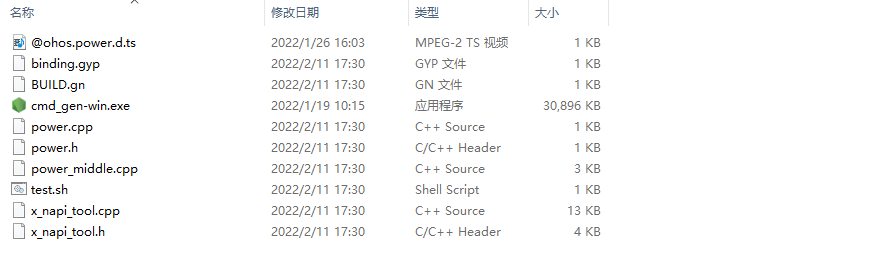 名称 修改日期 类型 大小
@ohos.power.d.ts 2022/1/26 16:03 MPEG-2 TS 视频 1 KB
binding.gyp 2022/2/11 17:30 GYP 文件 1 KB
BUILD.gn 2022/2/11 17:30 GN 文件 1 KB
cmd_gen-win.exe 2022/1/19 10:15 应用程序 30,896 KB
power.cpp 2022/2/11 17:30 C++ Source 1 KB
power.h 2022/2/11 17:30 C/C++ Header 1 KB
power_middle.cpp 2022/2/11 17:30 C++ Source 3 KB
test.sh 2022/2/11 17:30 Shell Script 1 KB
x_napi_tool.cpp 2022/2/11 17:30 C++ Source 13 KB
x_napi_tool.h 2022/2/11 17:30 C/C++ Header 4 KB